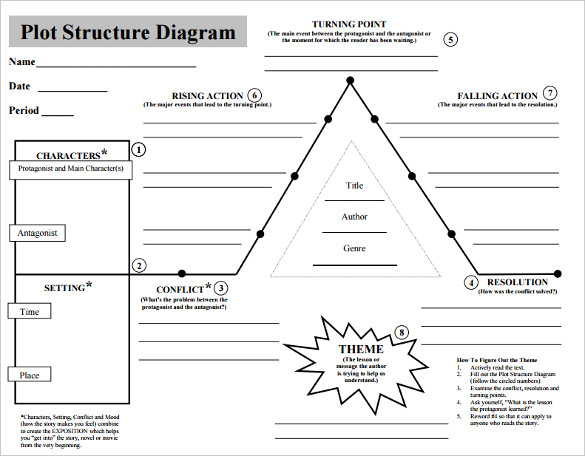 Plot Structure Diagram
Name
Date
Period
TURNING POINT
(The main event between the protagonist and the antagonist or
the moment for which the reader has been waiting.)
5
RISING ACTION 6
(The major events that lead to the turning point.)
FALLING ACTION 7
(The major events that lead to the resolution.)
1
CHARACTERS*
Protagonist and Main Character(s)
Antagonist
Title
Author
Genre
2
SETTING*
Time
Place
CONFLICT* 3
(What's the problem between the
protagonist and the antagonist?)
4 RESOLUTION
(How was the conflict solved?)
8
THEME
(The lesson or
message the author
is trying to help us
understand.)
How To Figure Out the Theme
1. Actively read the text.
2. Fill out the Plot Structure Diagram
(follow the circled numbers)
3. Examine the conflict, resolution and
turning points.
4. Ask yourself, "What is the lesson
the protagonist learned?"
5. Reword #4 so that it can apply to
anyone who reads the story.
*Characters, Setting, Conflict and Mood
(how the story makes you feel) combine
to create the EXPOSITION which helps
you "get into" the story, novel or movie
from the very beginning.